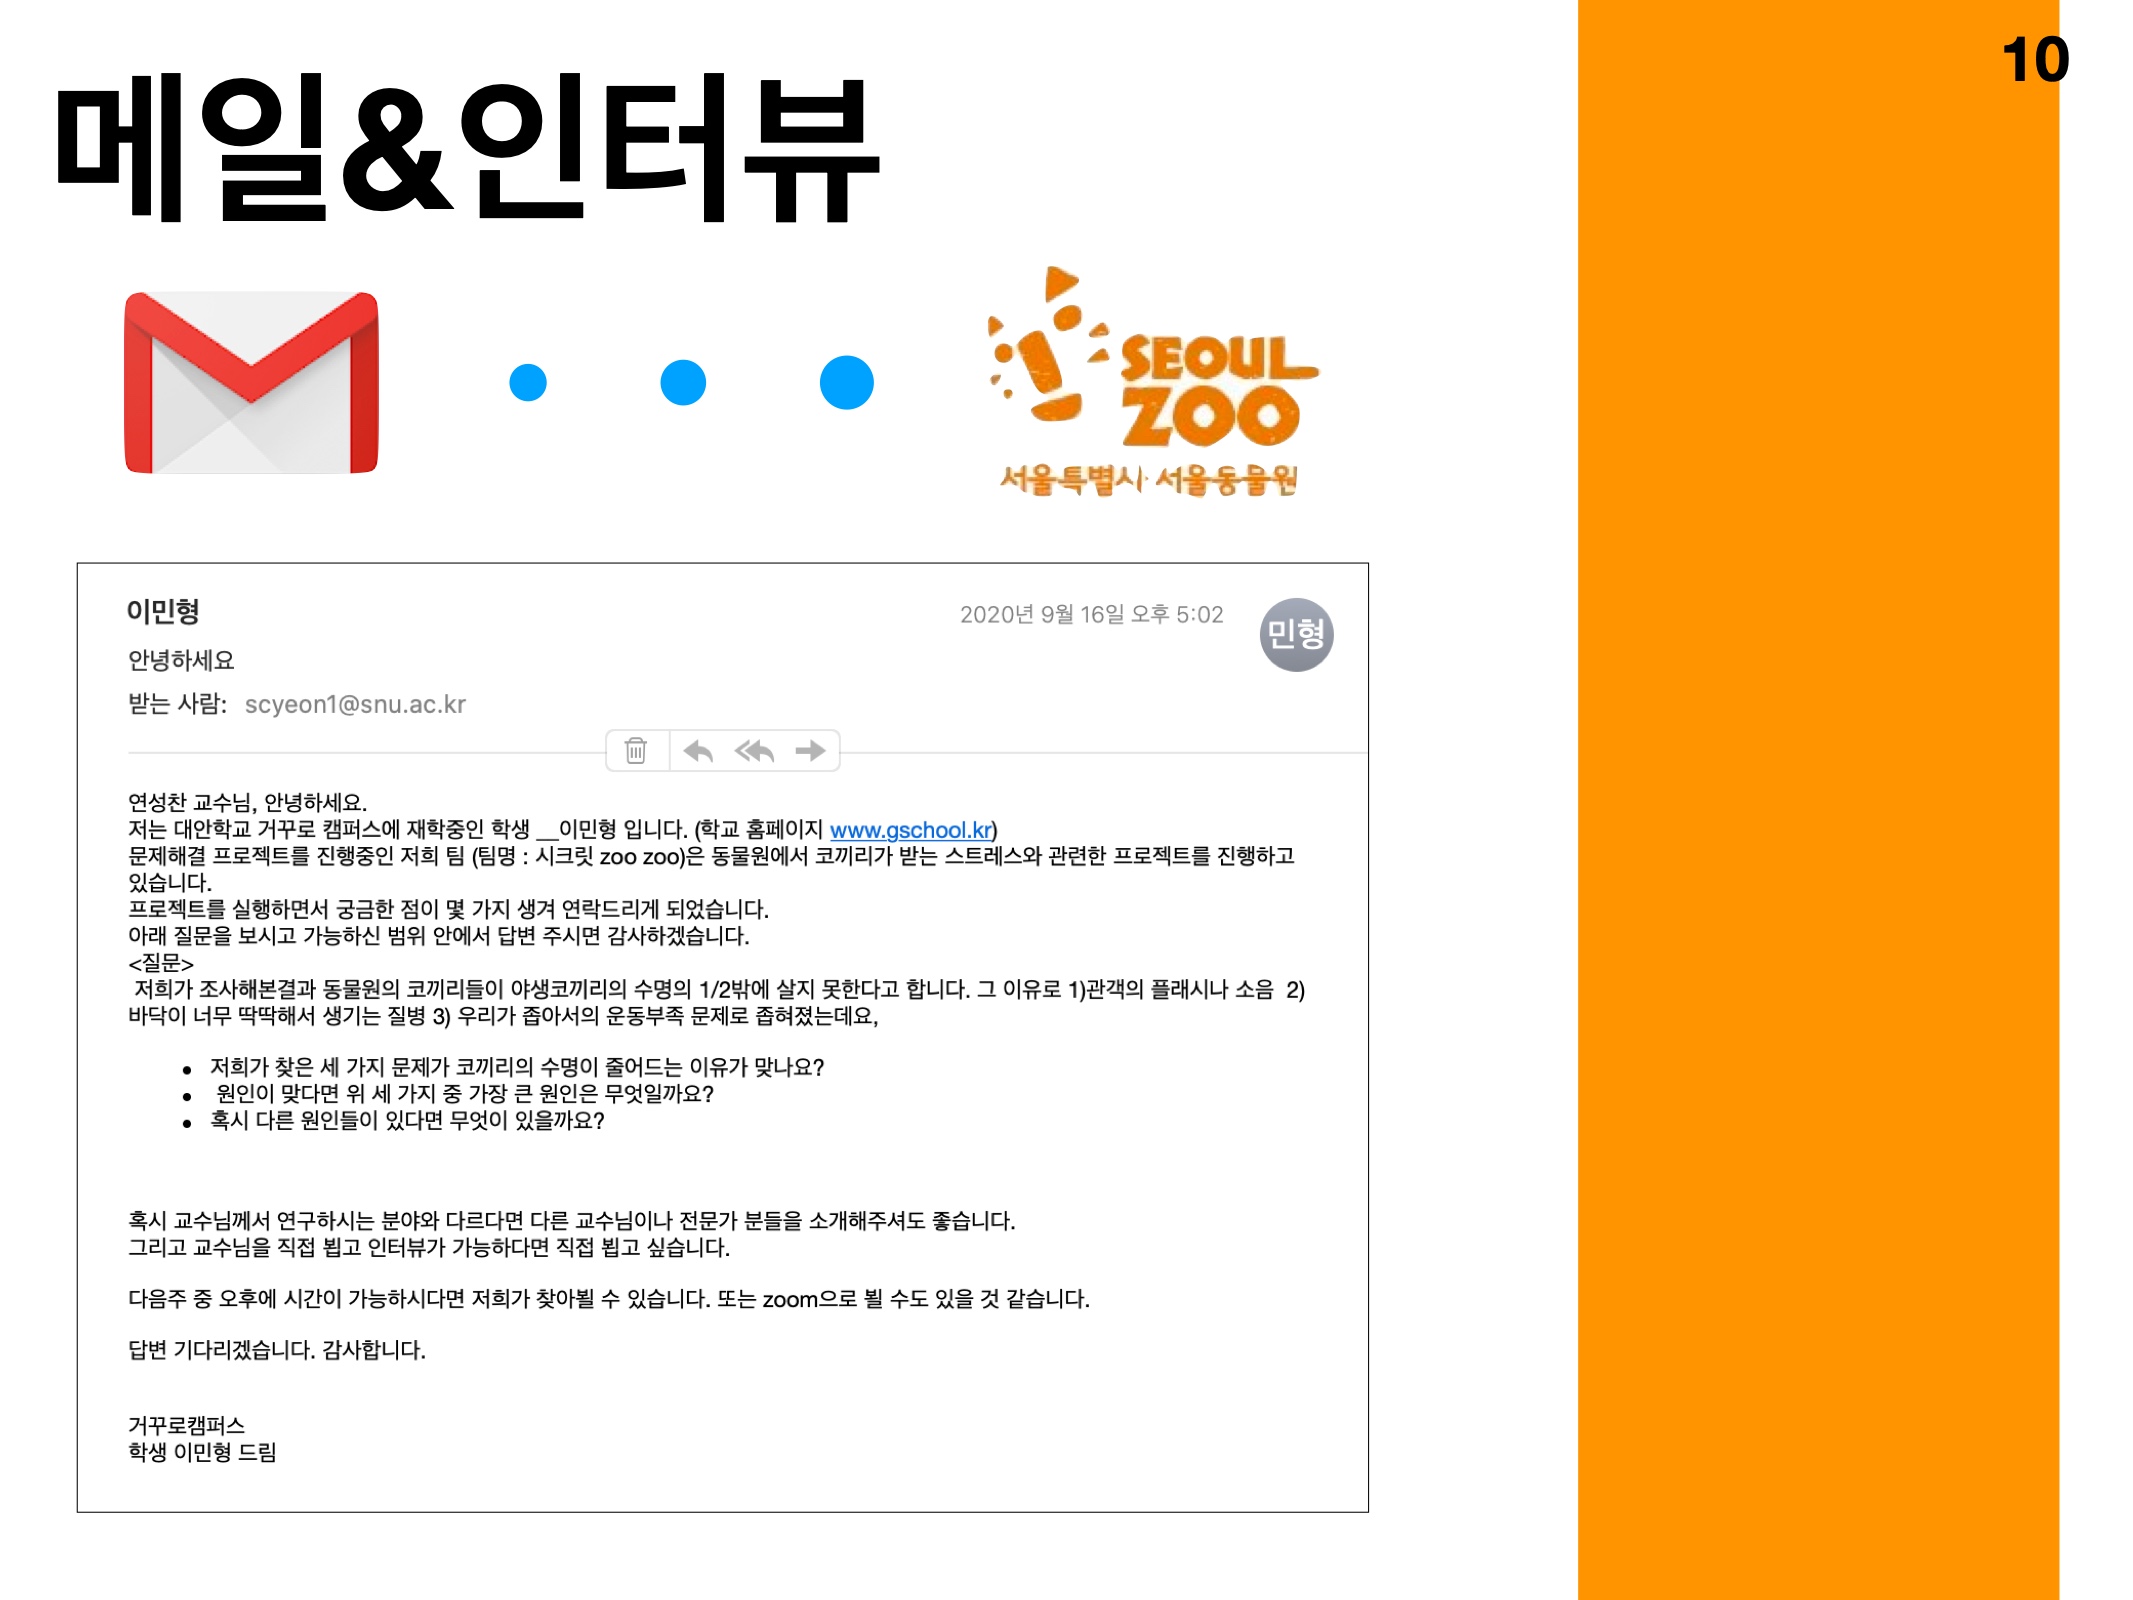 10
메일&인터뷰
SEOUL
ZOO
서울특별시 서울동물원
이민형
2020년 9월 16일 오후 5:02
민형
안녕하세요
받는 사람: scyeon1@snu.ac.kr
연성찬 교수님, 안녕하세요.
저는 대안학교 거꾸로 캠퍼스에 재학중인 학생 __이민형 입니다. (학교 홈페이지 www.gschool.kr)
문제해결 프로젝트를 진행중인 저희 팀 (팀명 : 시크릿 zoo zoo)은 동물원에서 코끼리가 받는 스트레스와 관련한 프로젝트를 진행하고
있습니다.
프로젝트를 실행하면서 궁금한 점이 몇 가지 생겨 연락드리게 되었습니다.
아래 질문을 보시고 가능하신 범위 안에서 답변 주시면 감사하겠습니다.
<질문>
저희가 조사해본결과 동물원의 코끼리들이 야생코끼리의 수명의 1/2밖에 살지 못한다고 합니다. 그 이유로 1)관객의 플래시나 소음 2)
바닥이 너무 딱딱해서 생기는 질병 3) 우리가 좁아서의 운동부족 문제로 좁혀졌는데요,
• 저희가 찾은 세 가지 문제가 코끼리의 수명이 줄어드는 이유가 맞나요?
• 원인이 맞다면 위 세 가지 중 가장 큰 원인은 무엇일까요?
• 혹시 다른 원인들이 있다면 무엇이 있을까요?
혹시 교수님께서 연구하시는 분야와 다르다면 다른 교수님이나 전문가 분들을 소개해주셔도 좋습니다.
그리고 교수님을 직접 뵙고 인터뷰가 가능하다면 직접 뵙고 싶습니다.
다음주 중 오후에 시간이 가능하시다면 저희가 찾아뵐 수 있습니다. 또는 zoom으로 뵐 수도 있을 것 같습니다.
답변 기다리겠습니다. 감사합니다.
거꾸로캠퍼스
학생 이민형 드림